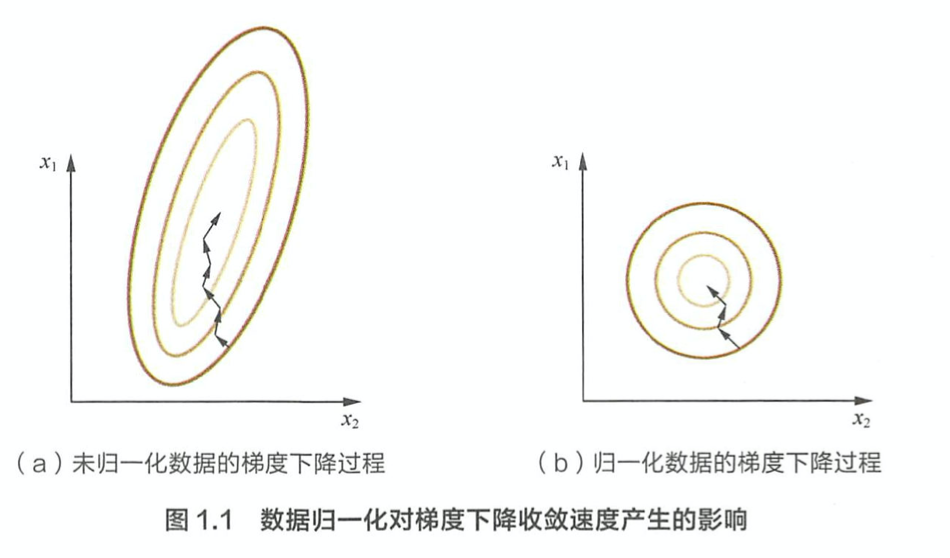 x₁
x₂
x₁
x₂
(a)未归一化数据的梯度下降过程
(b)归一化数据的梯度下降过程
图1.1 数据归一化对梯度下降收敛速度产生的影响